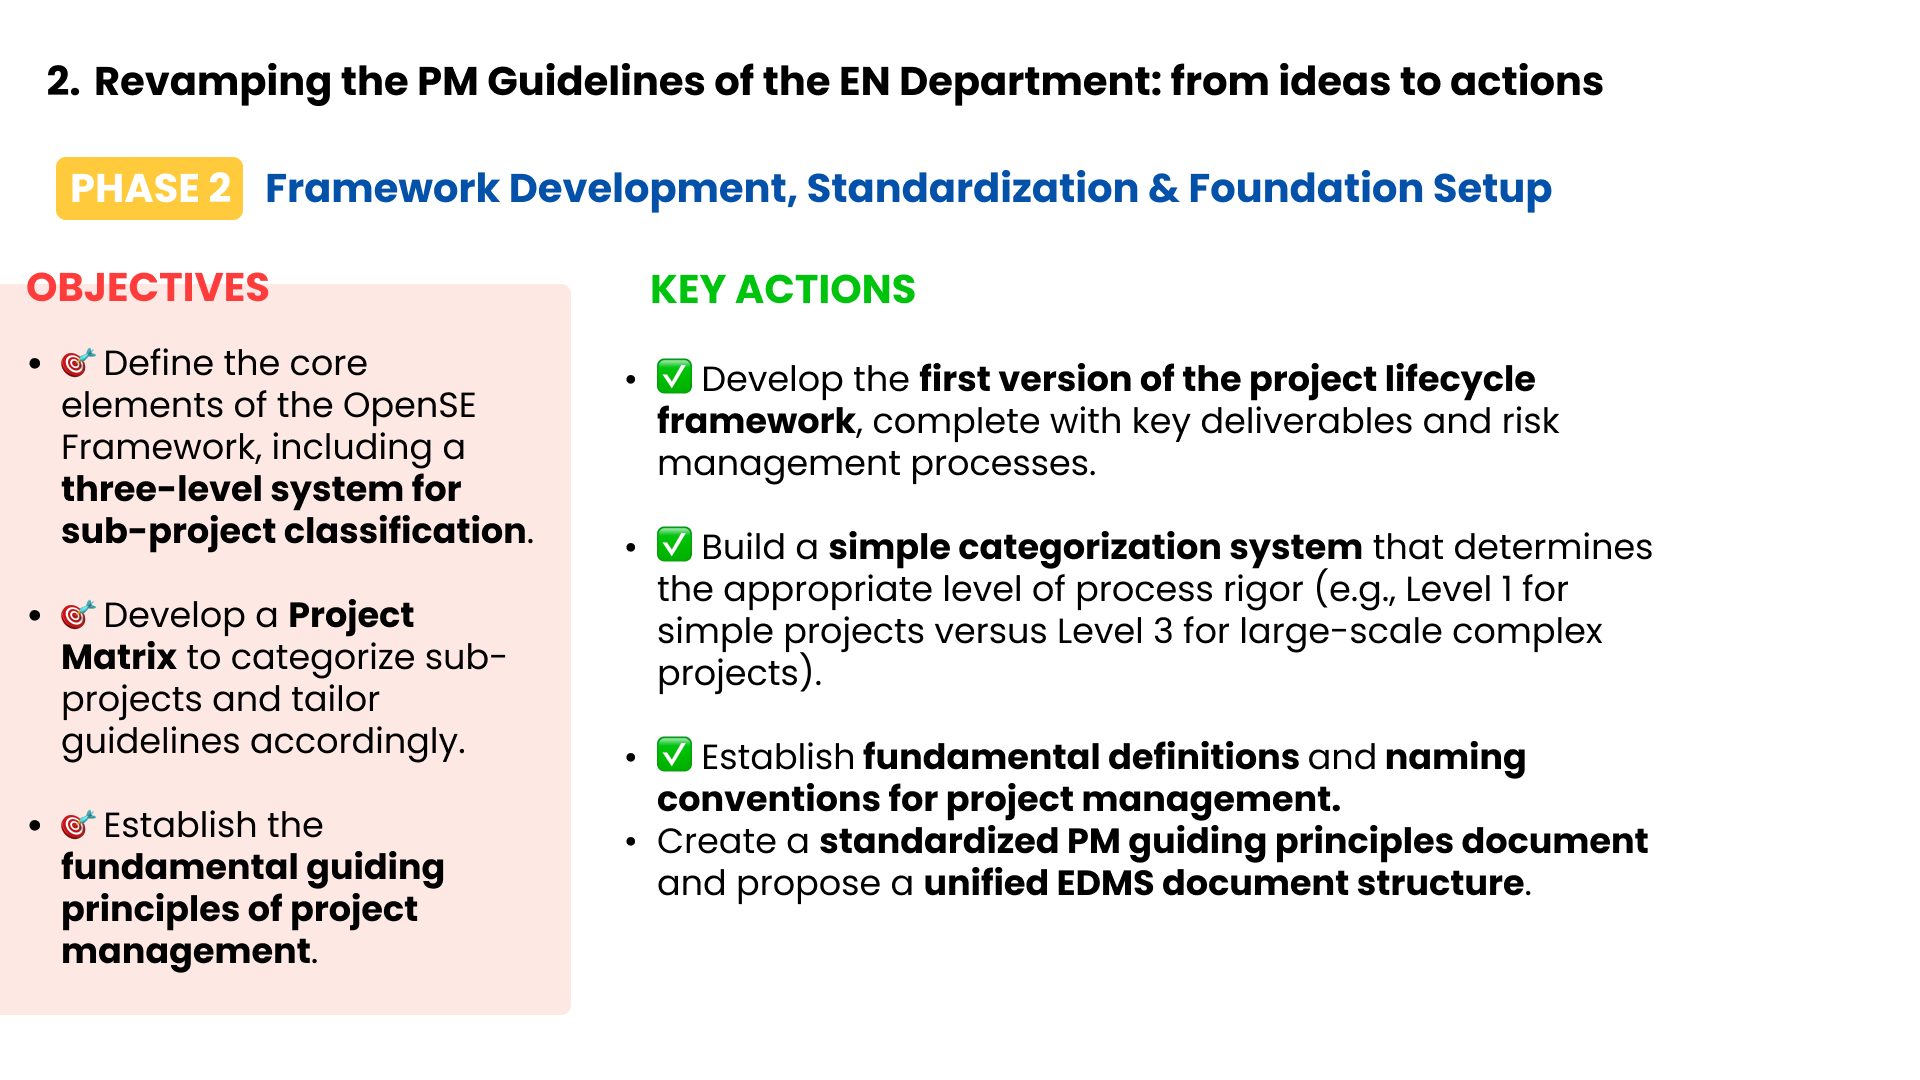 2. Revamping the PM Guidelines of the EN Department: from ideas to actions
PHASE 2 Framework Development, Standardization & Foundation Setup
OBJECTIVES
• 🎯 Define the core
elements of the OpenSE
Framework, including a
three-level system for
sub-project classification.
• 🎯 Develop a Project
Matrix to categorize sub-
projects and tailor
guidelines accordingly.
• 🎯 Establish the
fundamental guiding
principles of project
management.
KEY ACTIONS
• ✅ Develop the first version of the project lifecycle
framework, complete with key deliverables and risk
management processes.
• ✅ Build a simple categorization system that determines
the appropriate level of process rigor (e.g., Level 1 for
simple projects versus Level 3 for large-scale complex
projects).
• ✅ Establish fundamental definitions and naming
conventions for project management.
• Create a standardized PM guiding principles document
and propose a unified EDMS document structure.